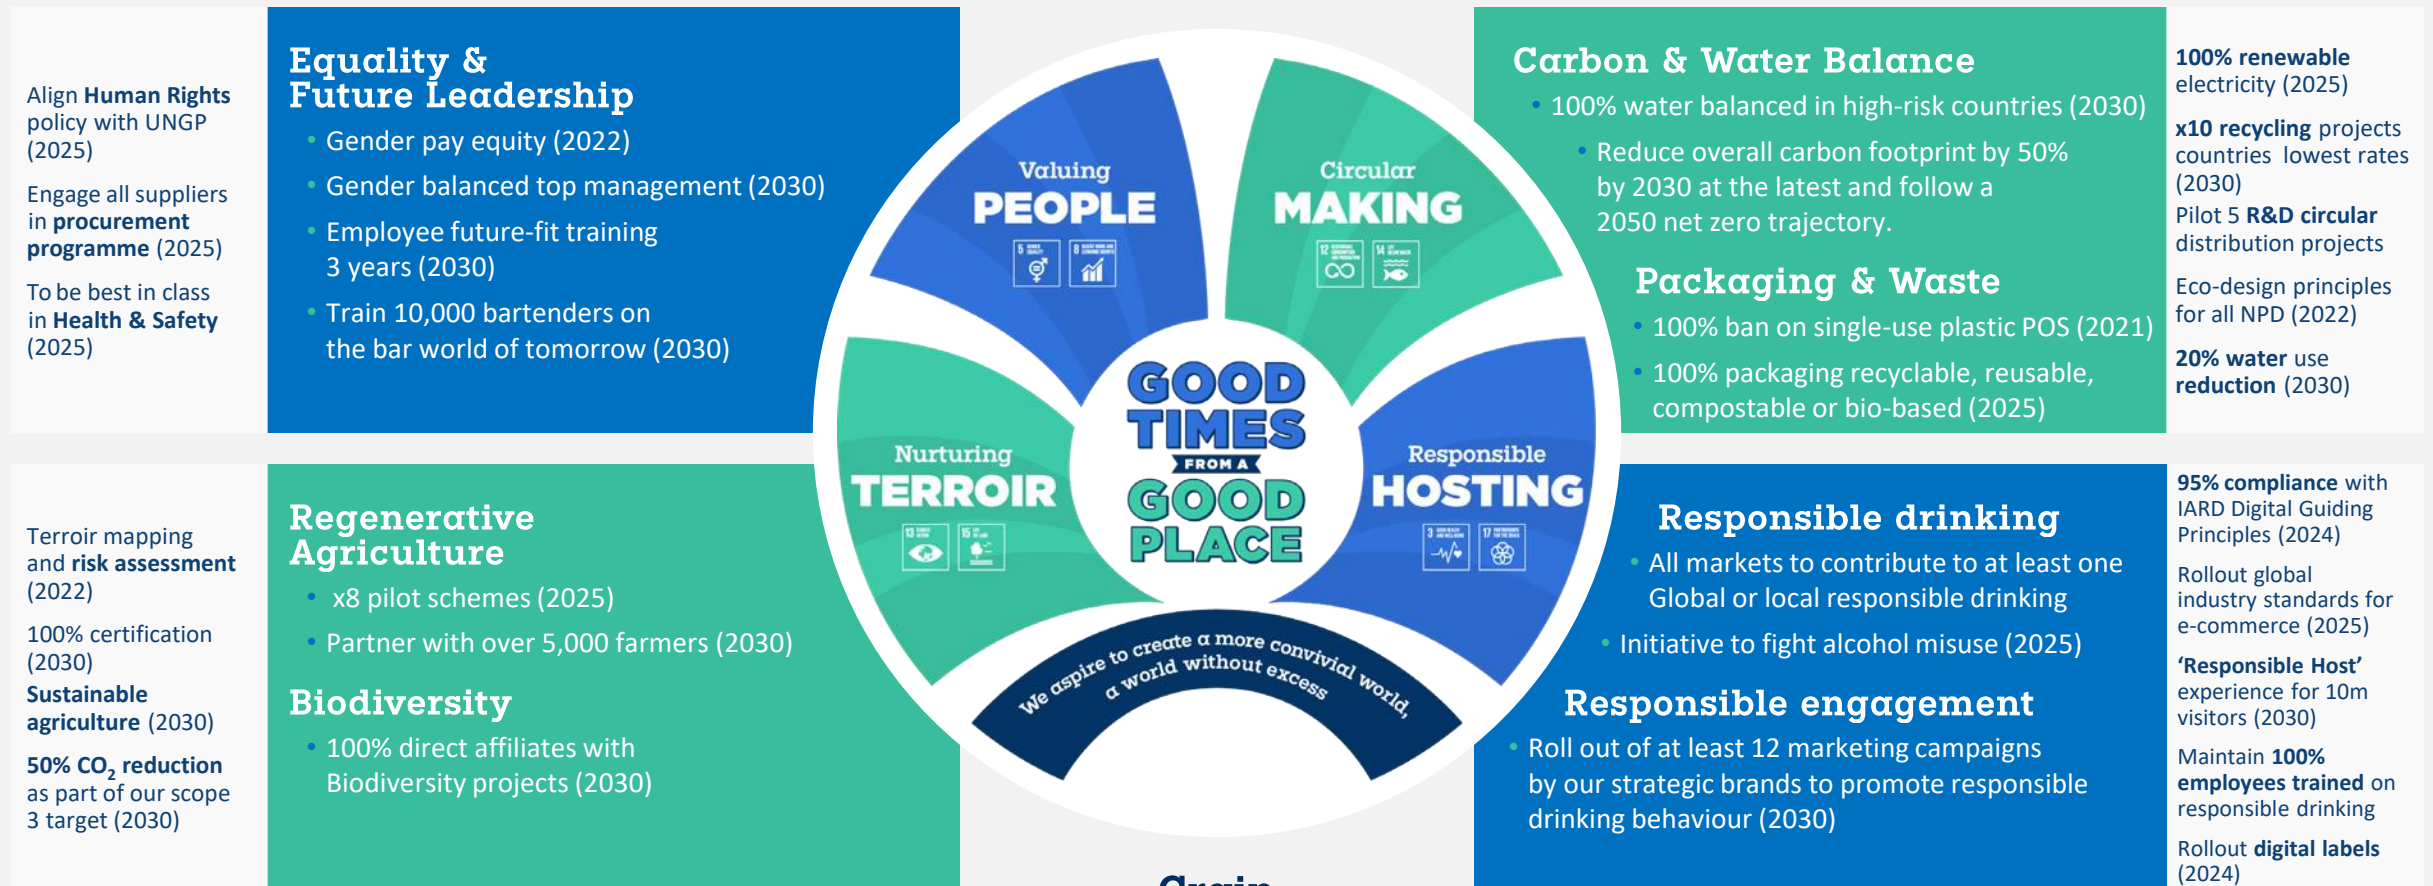 Align Human Rights
policy with UNGP
(2025)
Engage all suppliers
in procurement
programme (2025)
To be best in class
in Health & Safety
(2025)
Equality &
Future Leadership
• Gender pay equity (2022)
• Gender balanced top management (2030)
• Employee future-fit training
3 years (2030)
• Train 10,000 bartenders on
the bar world of tomorrow (2030)
Valuing
PEOPLE
Circular
MAKING
Carbon & Water Balance
• 100% water balanced in high-risk countries (2030)
• Reduce overall carbon footprint by 50%
by 2030 at the latest and follow a
2050 net zero trajectory.
Packaging & Waste
• 100% ban on single-use plastic POS (2021)
• 100% packaging recyclable, reusable,
compostable or bio-based (2025)
100% renewable
electricity (2025)
x10 recycling projects
countries lowest rates
(2030)
Pilot 5 R&D circular
distribution projects
Eco-design principles
for all NPD (2022)
20% water use
reduction (2030)
GOOD
TIMES
FROM A
GOOD
PLACE
Terroir mapping
and risk assessment
(2022)
100% certification
(2030)
Sustainable
agriculture (2030)
50% CO2 reduction
as part of our scope
3 target (2030)
Regenerative
Agriculture
• x8 pilot schemes (2025)
• Partner with over 5,000 farmers (2030)
Biodiversity
• 100% direct affiliates with
Biodiversity projects (2030)
Nurturing
TERROIR
Responsible
HOSTING
We aspire to create a more convivial world,
a world without excess
Responsible drinking
• All markets to contribute to at least one
Global or local responsible drinking
• Initiative to fight alcohol misuse (2025)
Responsible engagement
• Roll out of at least 12 marketing campaigns
by our strategic brands to promote responsible
drinking behaviour (2030)
95% compliance with
IARD Digital Guiding
Principles (2024)
Rollout global
industry standards for
e-commerce (2025)
‘Responsible Host’
experience for 10m
visitors (2030)
Maintain 100%
employees trained on
responsible drinking
Rollout digital labels
(2024)